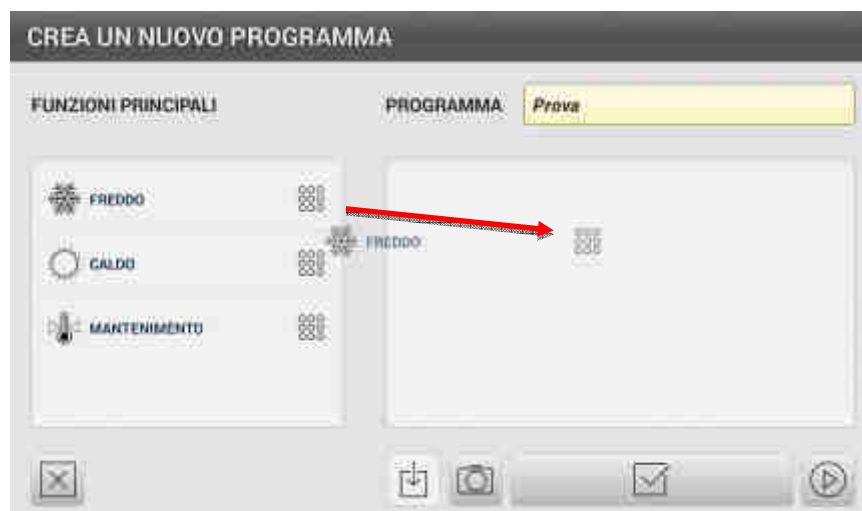 CREA UN NUOVO PROGRAMMA
FUNZIONI PRINCIPALI
PROGRAMMA
Prova
FREDDO
FREDDO
CALDO
MANTENIMENTO